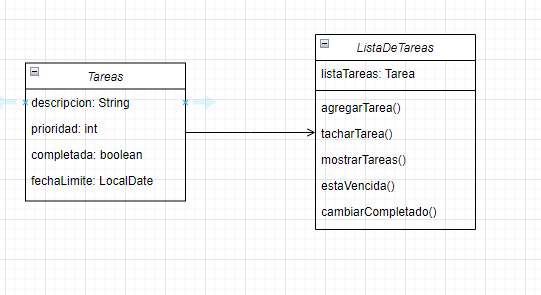 Tareas
descripcion: String
prioridad: int
completada: boolean
fechaLimite: LocalDate
ListaDeTareas
listaTareas: Tarea
agregarTarea()
tacharTarea()
mostrarTareas()
estaVencida()
cambiarCompletado()